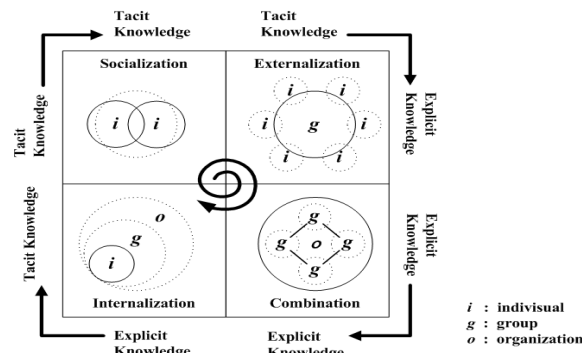 Tacit
Knowledge
Tacit
Knowledge
Socialization
Externalization
i
i
i
i
i
i
i
i
g
Tacit
Knowledge
Explicit
Knowledge
Tacit Knowledge
Explicit
Knowledge
o
g
i
g
g
o
g
g
Internalization
Combination
Explicit
Knowledge
Explicit
Knowledge
i : indivisual
g : group
o : organization